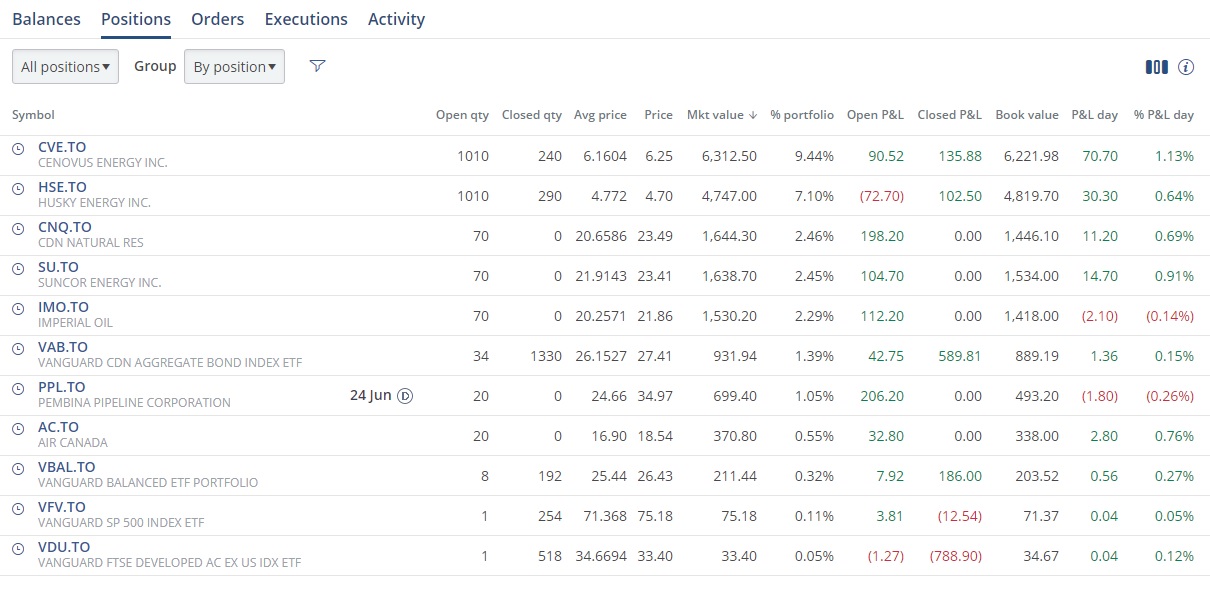 Balances Positions Orders Executions Activity
All positions▾ Group By position▾
Symbol Open qty Closed qty Avg price Price Mkt value ↓ % portfolio Open P&L Closed P&L Book value P&L day % P&L day
CVE.TO
CENOVUS ENERGY INC. 1010 240 6.1604 6.25 6,312.50 9.44% 90.52 135.88 6,221.98 70.70 1.13%
HSE.TO
HUSKY ENERGY INC. 1010 290 4.772 4.70 4,747.00 7.10% (72.70) 102.50 4,819.70 30.30 0.64%
CNQ.TO
CDN NATURAL RES 70 0 20.6586 23.49 1,644.30 2.46% 198.20 0.00 1,446.10 11.20 0.69%
SU.TO
SUNCOR ENERGY INC. 70 0 21.9143 23.41 1,638.70 2.45% 104.70 0.00 1,534.00 14.70 0.91%
IMO.TO
IMPERIAL OIL 70 0 20.2571 21.86 1,530.20 2.29% 112.20 0.00 1,418.00 (2.10) (0.14%)
VAB.TO
VANGUARD CDN AGGREGATE BOND INDEX ETF 34 1330 26.1527 27.41 931.94 1.39% 42.75 589.81 889.19 1.36 0.15%
PPL.TO
PEMBINA PIPELINE CORPORATION 24 Jun D 20 0 24.66 34.97 699.40 1.05% 206.20 0.00 493.20 (1.80) (0.26%)
AC.TO
AIR CANADA 20 0 16.90 18.54 370.80 0.55% 32.80 0.00 338.00 2.80 0.76%
VBAL.TO
VANGUARD BALANCED ETF PORTFOLIO 8 192 25.44 26.43 211.44 0.32% 7.92 186.00 203.52 0.56 0.27%
VFV.TO
VANGUARD SP 500 INDEX ETF 1 254 71.368 75.18 75.18 0.11% 3.81 (12.54) 71.37 0.04 0.05%
VDU.TO
VANGUARD FTSE DEVELOPED AC EX US IDX ETF 1 518 34.6694 33.40 33.40 0.05% (1.27) (788.90) 34.67 0.04 0.12%